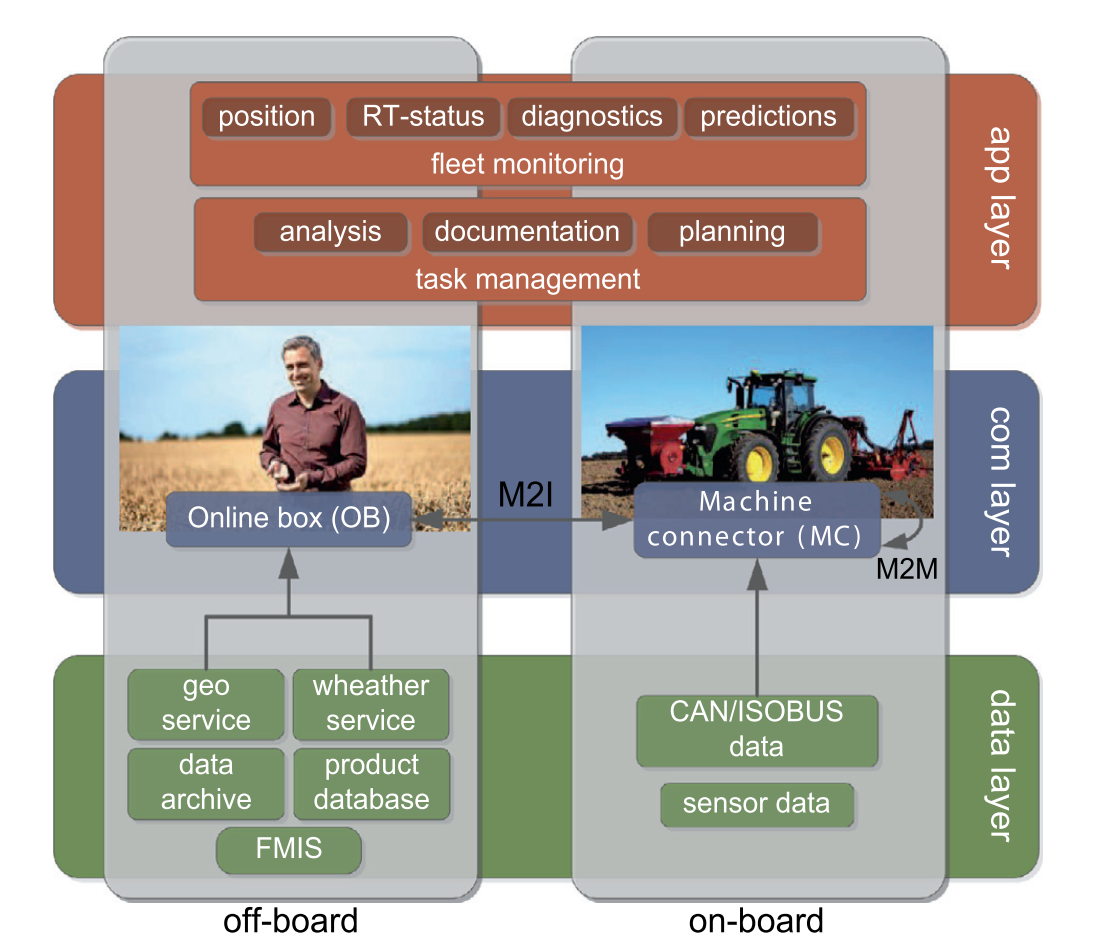 position
RT-status
diagnostics
predictions
fleet monitoring
analysis
documentation
planning
task management
app layer
Online box (OB)
M2I
Machine
connector (MC)
M2M
com layer
geo
service
wheather
service
data
archive
product
database
FMIS
CAN/ISOBUS
data
sensor data
data layer
off-board
on-board